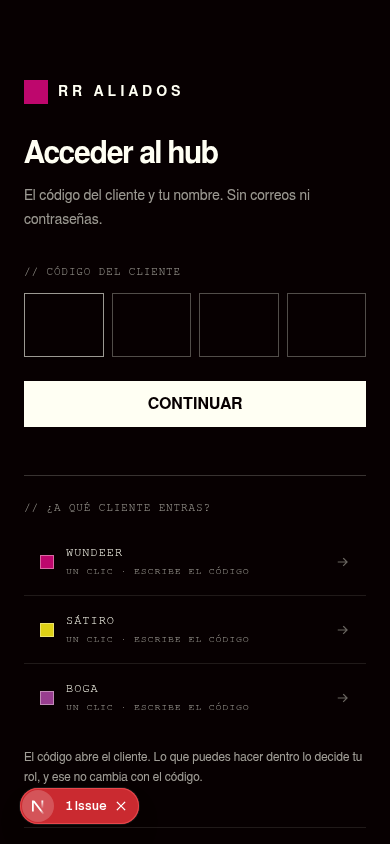 RR ALIADOS
Acceder al hub
El código del cliente y tu nombre. Sin correos ni
contraseñas.
// CÓDIGO DEL CLIENTE
CONTINUAR
// ¿A QUÉ CLIENTE ENTRAS?
WUNDEER
UN CLIC · ESCRIBE EL CÓDIGO
→
SÁTIRO
UN CLIC · ESCRIBE EL CÓDIGO
→
BOGA
UN CLIC · ESCRIBE EL CÓDIGO
→
El código abre el cliente. Lo que puedes hacer dentro lo decide tu
rol, y ese no cambia con el código.
N 1 Issue ×